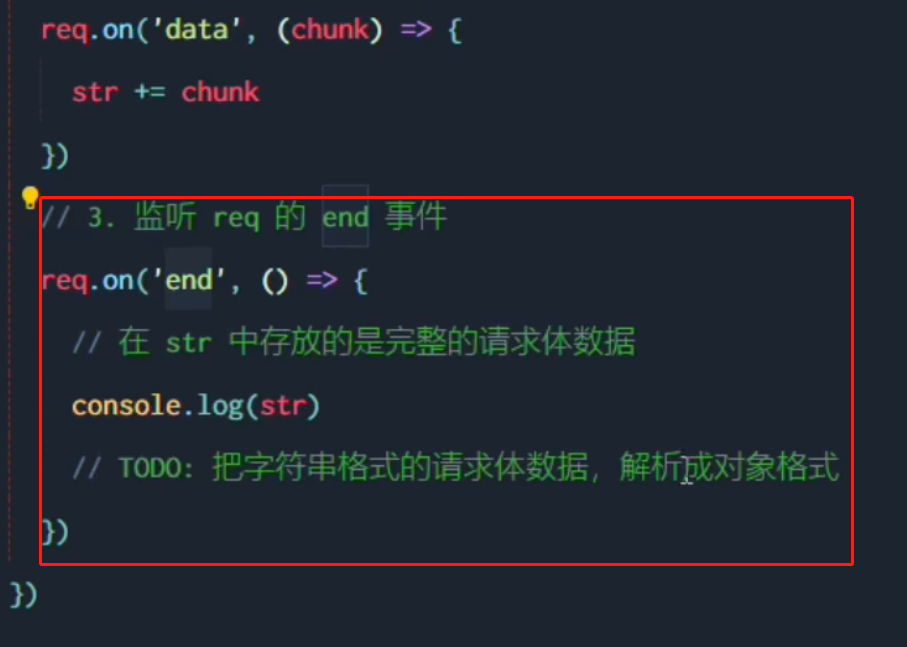 req.on('data', (chunk) => {
str += chunk
})
// 3. 监听 req 的 end 事件
req.on('end', () => {
// 在 str 中存放的是完整的请求体数据
console.log(str)
// TODO: 把字符串格式的请求体数据，解析成对象格式
})
})